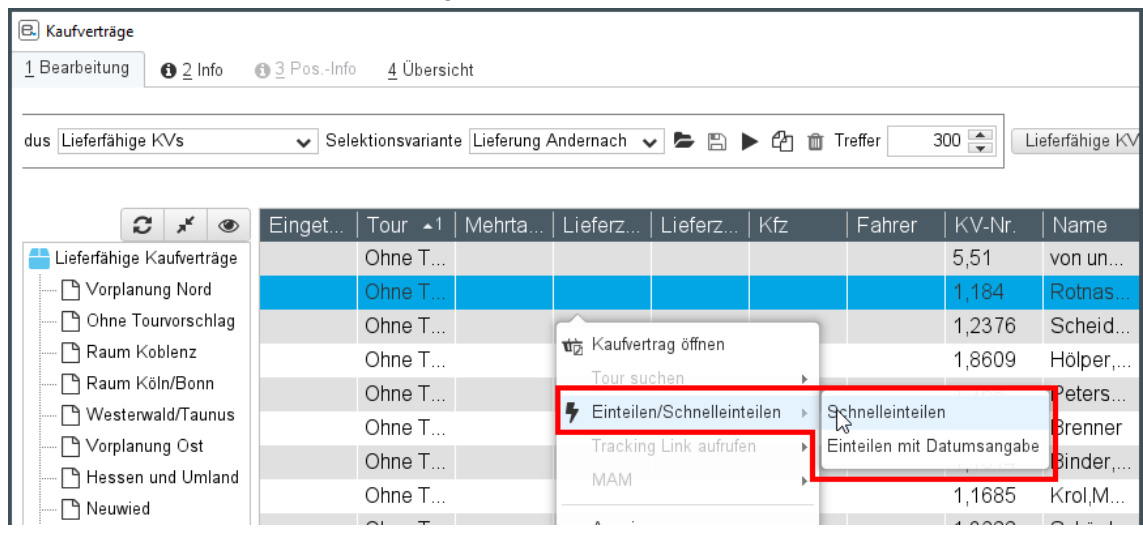 Kaufverträge
1 Bearbeitung 2 Info 3 Pos.-Info 4 Übersicht
dus Lieferfähige KVs Selektionsvariante Lieferung Andernach Treffer 300 Lieferfähige KV
Einget... Tour 1 Mehrta... Lieferz... Lieferz... Kfz Fahrer KV-Nr. Name
Lieferfähige Kaufverträge Ohne T... 5,51 von un...
Vorplanung Nord Ohne T... 1,184 Rotnas...
Ohne Tourvorschlag Ohne T... 1,2376 Scheid...
Raum Koblenz Ohne T... 1,8609 Hölper,...
Raum Köln/Bonn Ohne T... Peters...
Westerwald/Taunus Ohne T... Brenner
Vorplanung Ost Ohne T... Binder,...
Hessen und Umland Ohne T... 1,1685 Krol,M...
Neuwied
Kaufvertrag öffnen
Tour suchen
Einteilen/Schnelleinteilen
Tracking Link aufrufen
MAM
Schnelleinteilen
Einteilen mit Datumsangabe